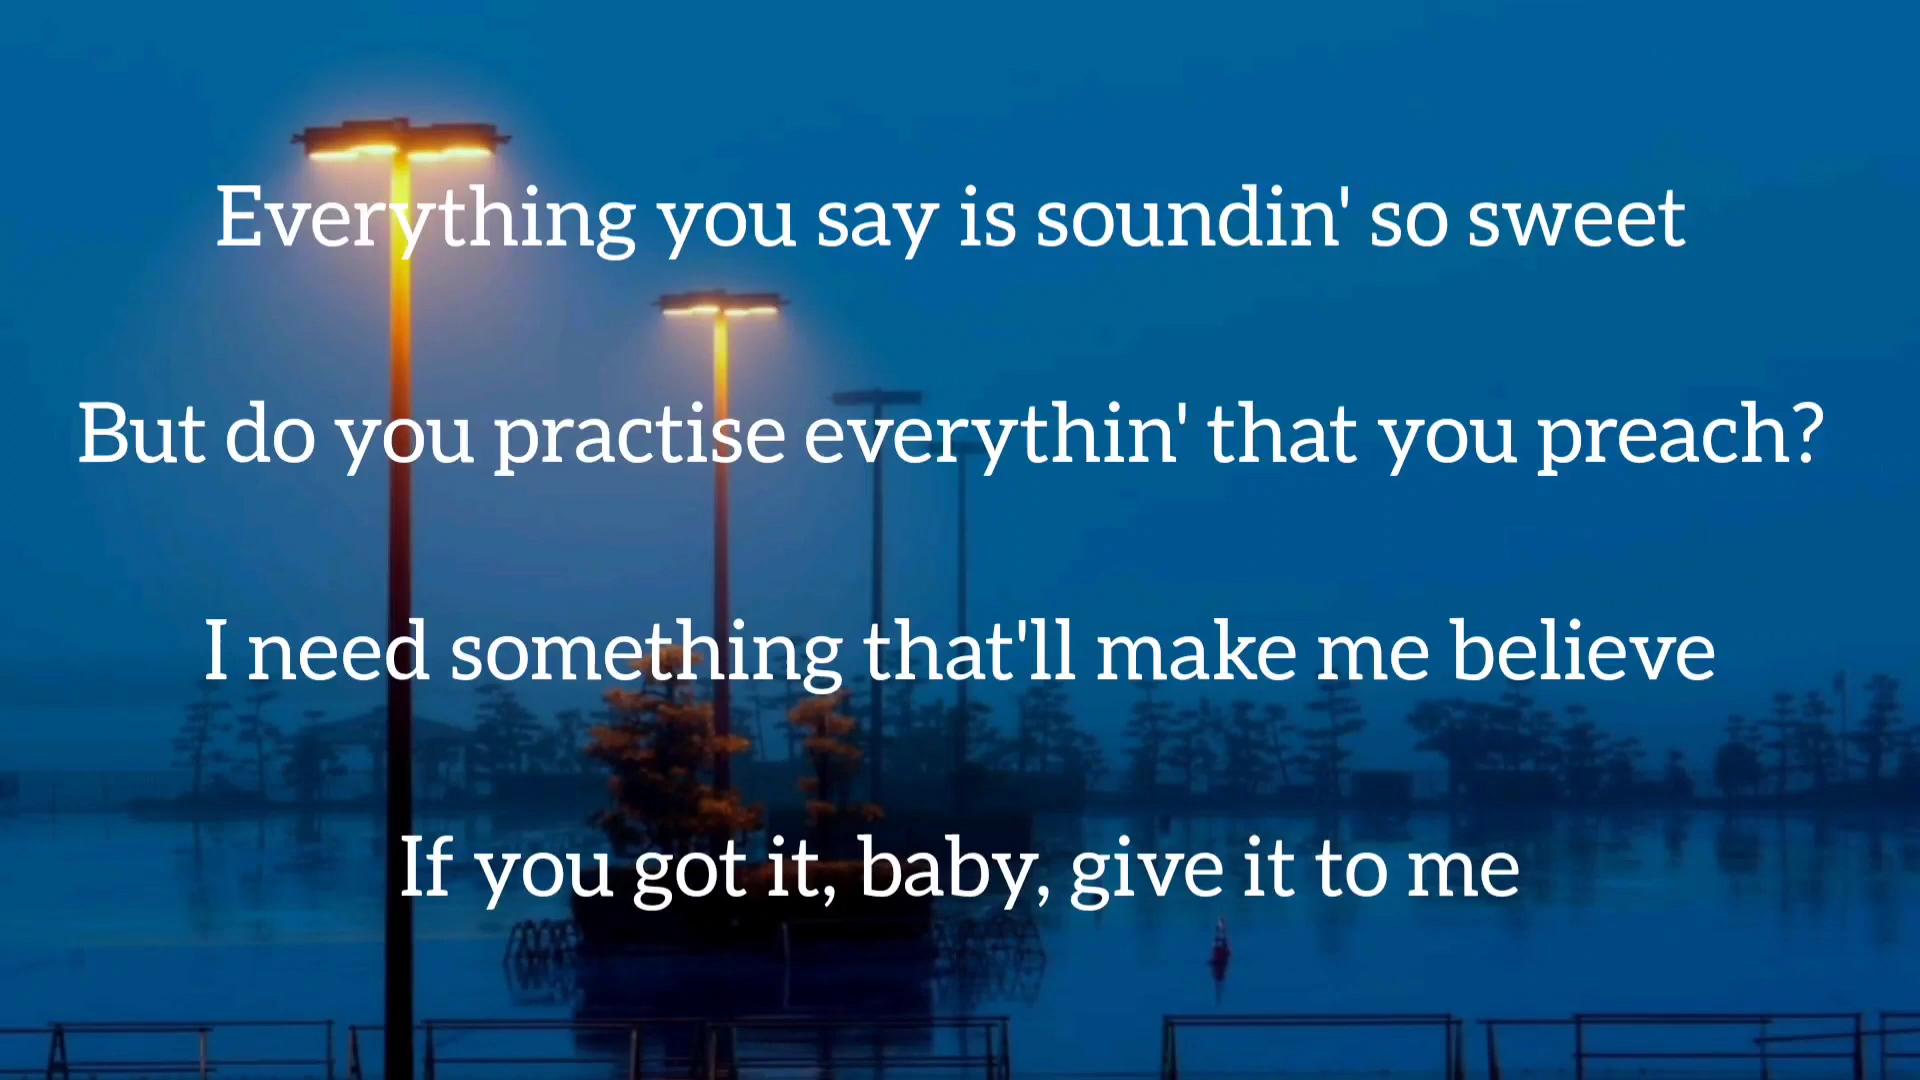 Everything you say is soundin' so sweet
But do you practise everythin' that you preach?
I need something that'll make me believe
If you got it, baby, give it to me